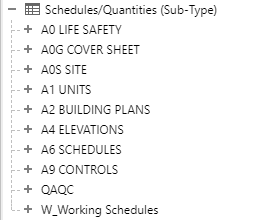 Schedules/Quantities (Sub-Type)
A0 LIFE SAFETY
A0G COVER SHEET
A0S SITE
A1 UNITS
A2 BUILDING PLANS
A4 ELEVATIONS
A6 SCHEDULES
A9 CONTROLS
QAQC
W_Working Schedules